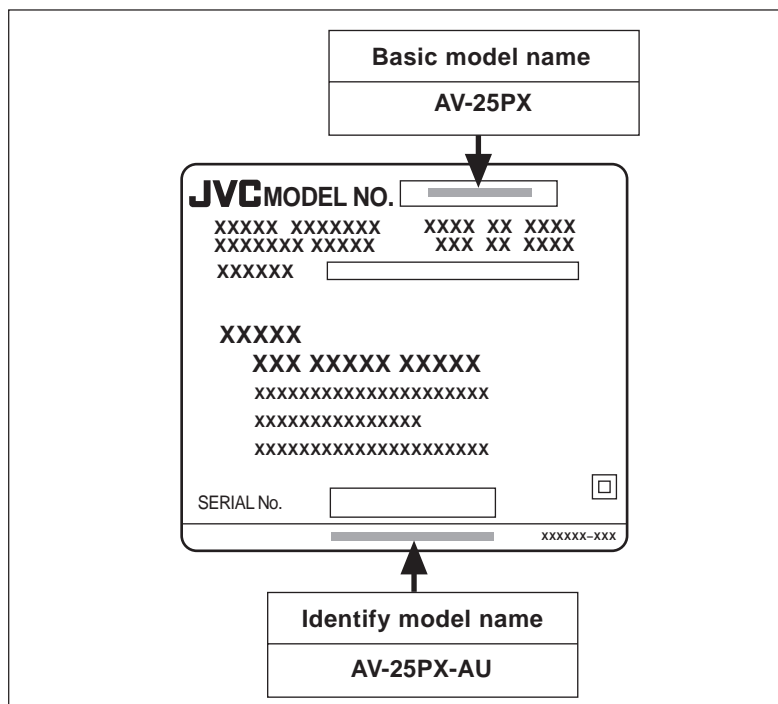 Basic model name
AV-25PX
JVC MODEL NO.
XXXXX XXXXXXX XXXX XX XXXX
XXXXXXX XXXXX XXX XX XXXX
XXXXXX
XXXXX
XXX XXXXX XXXXX
XXXXXXXXXXXXXXXXXXXXX
XXXXXXXXXXXXXXX
XXXXXXXXXXXXXXXXXXXXX
SERIAL No.
XXXXXX–XXX
Identify model name
AV-25PX-AU